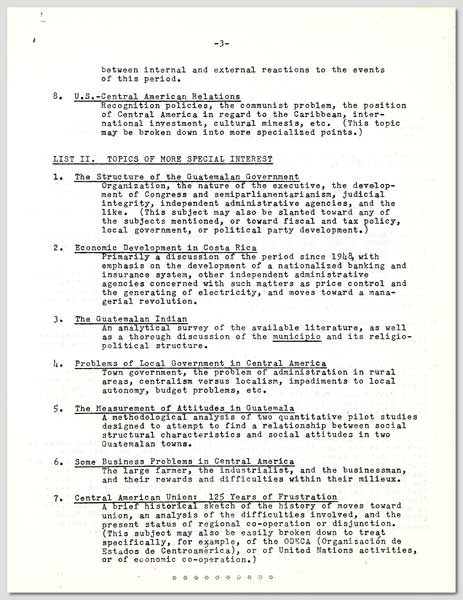 -3-
between internal and external reactions to the events
of this period.
8. U.S.-Central American Relations
Recognition policies, the communist problem, the position
of Central America in regard to the Caribbean, inter-
national investment, cultural mimesis, etc. (This topic
may be broken down into more specialized points.)
LIST II. TOPICS OF MORE SPECIAL INTEREST
1. The Structure of the Guatemalan Government
Organization, the nature of the executive, the develop-
ment of Congress and semiparliamentarianism, judicial
integrity, independent administrative agencies, and the
like. (This subject may also be slanted toward any of
the subjects mentioned, or toward fiscal and tax policy,
local government, or political party development.)
2. Economic Development in Costa Rica
Primarily a discussion of the period since 1948, with
emphasis on the development of a nationalized banking and
insurance system, other independent administrative
agencies concerned with such matters as price control and
the generating of electricity, and moves toward a mana-
gerial revolution.
3. The Guatemalan Indian
An analytical survey of the available literature, as well
as a thorough discussion of the municipio and its religio-
political structure.
4. Problems of Local Government in Central America
Town government, the problem of administration in rural
areas, centralism versus localism, impediments to local
autonomy, budget problems, etc.
5. The Measurement of Attitudes in Guatemala
A methodological analysis of two quantitative pilot studies
designed to attempt to find a relationship between social
structural characteristics and social attitudes in two
Guatemalan towns.
6. Some Business Problems in Central America
The large farmer, the industrialist, and the businessman,
and their rewards and difficulties within their milieux.
7. Central American Union: 125 Years of Frustration
A brief historical sketch of the history of moves toward
union, an analysis of the difficulties involved, and the
present status of regional co-operation or disjunction.
(This subject may also be easily broken down to treat
specifically, for example, of the ODECA (Organización de
Estados de Centroamérica), or of United Nations activities,
or of economic co-operation.)
* * * * * * * * * *